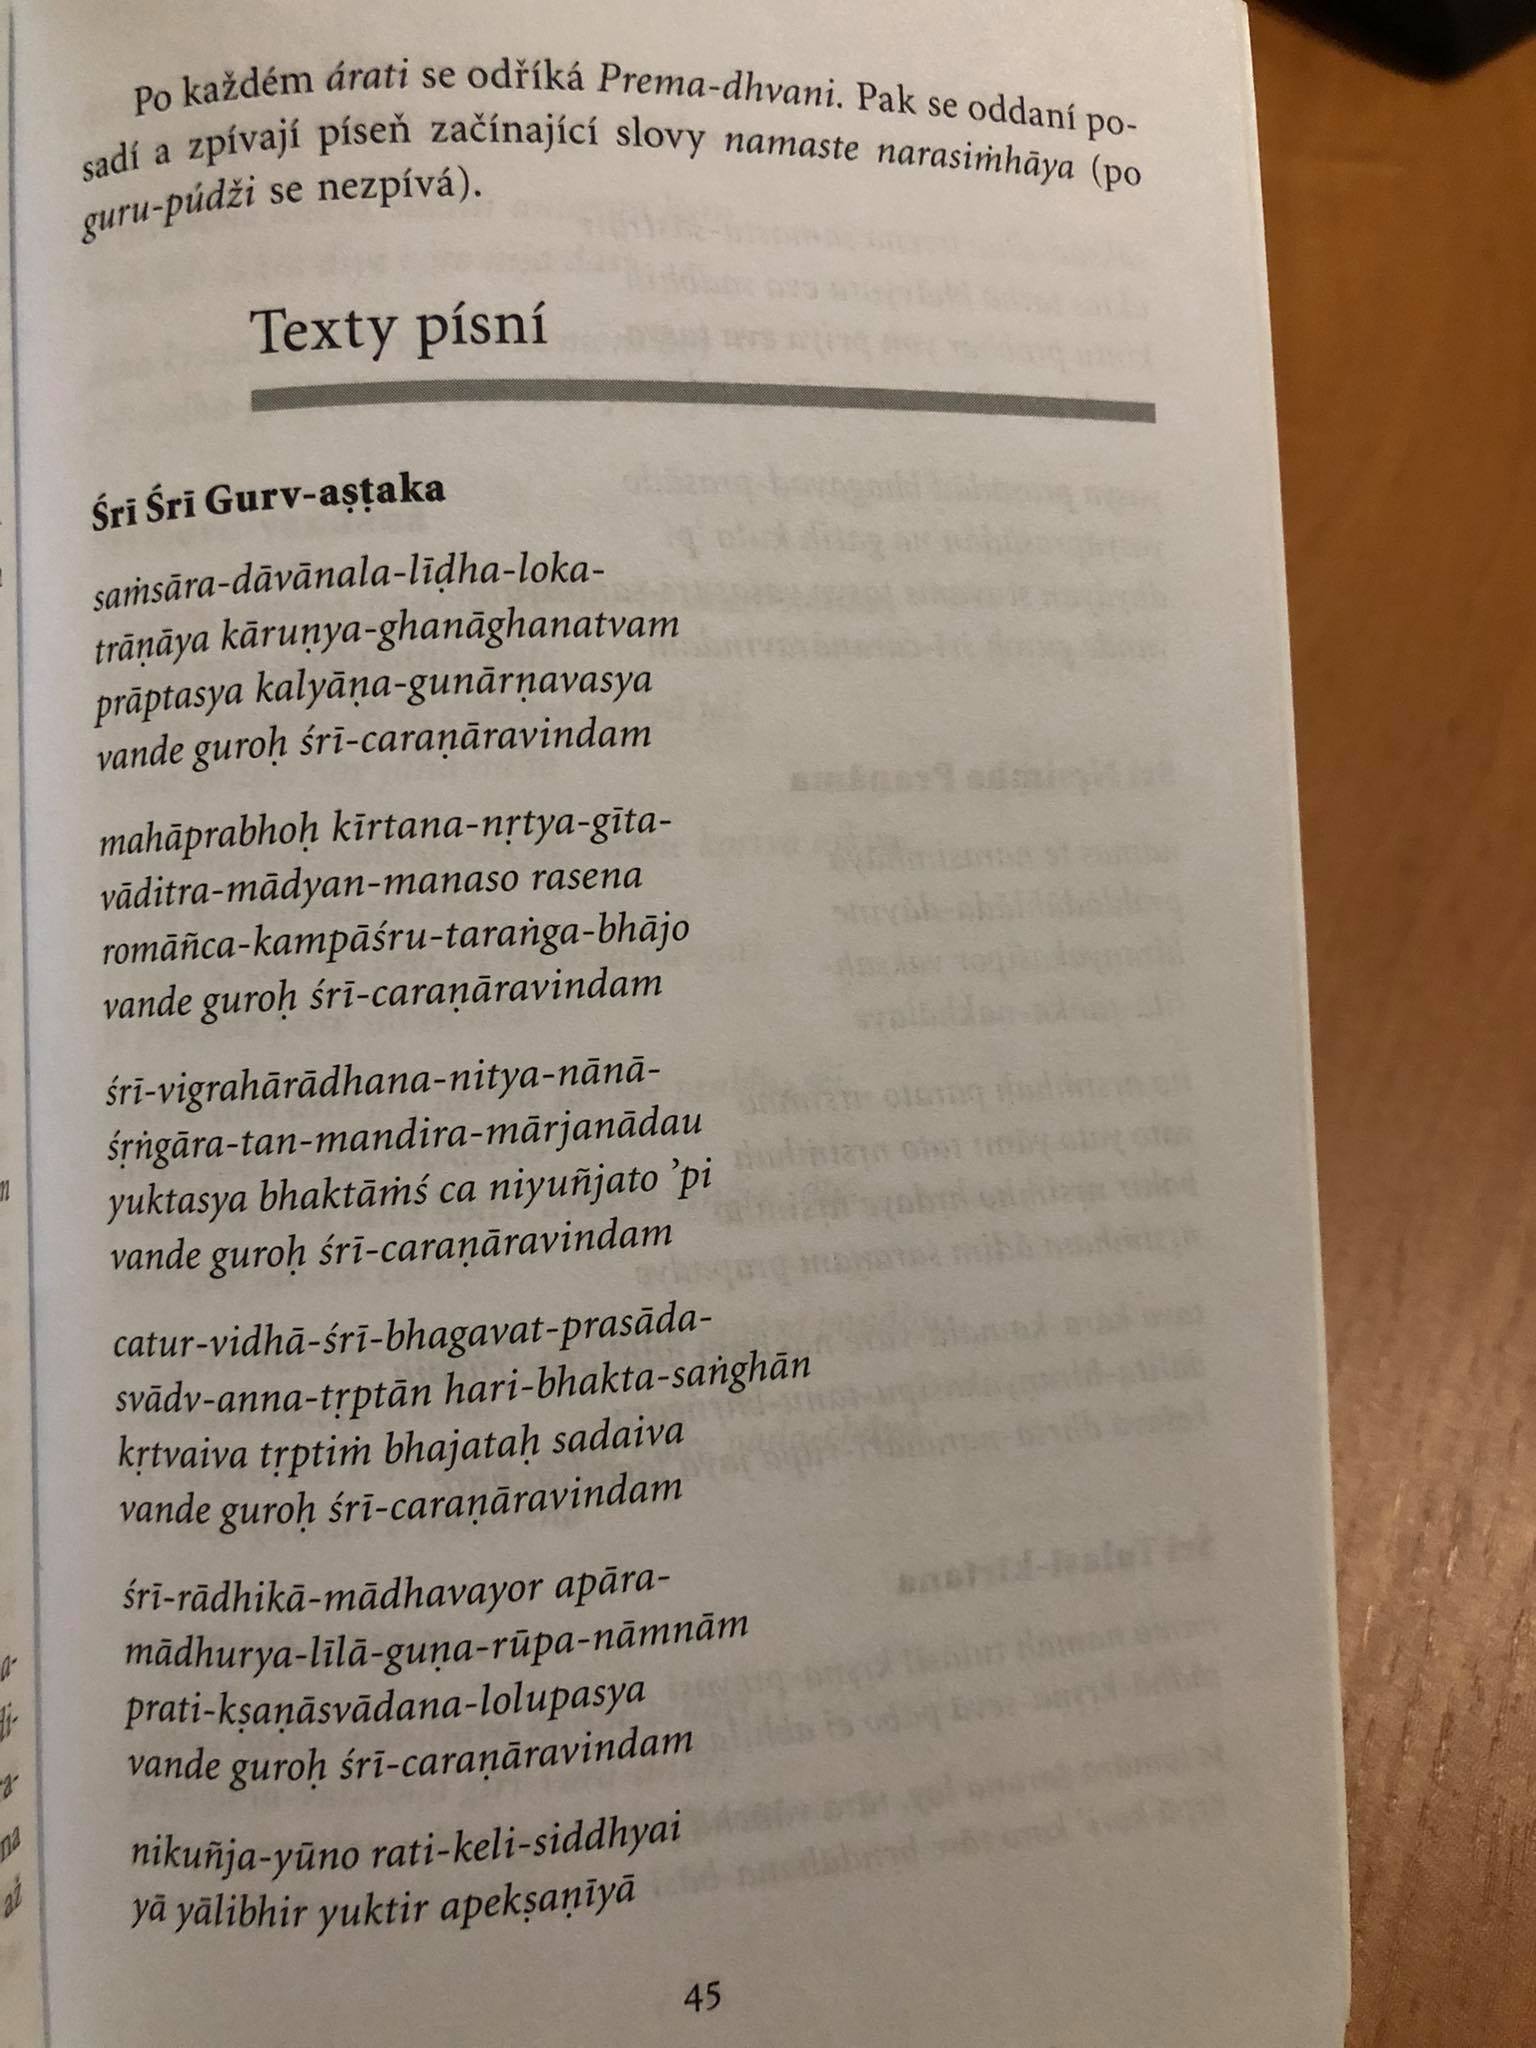 Po každém árati se odříká Prema-dhvani. Pak se oddaní po-
sadí a zpívají píseň začínající slovy namaste narasiṁhāya (po
guru-púdži se nezpívá).
Texty písní
Śrī Śrī Gurv-aṣṭaka
saṁsāra-dāvānala-līḍha-loka-
trāṇāya kāruṇya-ghanāghanatvam
prāptasya kalyāṇa-gunārṇavasya
vande guroḥ śrī-caraṇāravindam
mahāprabhoḥ kīrtana-nṛtya-gīta-
vāditra-mādyan-manaso rasena
romāñca-kampāśru-taraṅga-bhājo
vande guroḥ śrī-caraṇāravindam
śrī-vigrahārādhana-nitya-nānā-
śṛṅgāra-tan-mandira-mārjanādau
yuktasya bhaktāṁś ca niyuñjato ’pi
vande guroḥ śrī-caraṇāravindam
catur-vidhā-śrī-bhagavat-prasāda-
svādv-anna-tṛptān hari-bhakta-saṅghān
kṛtvaiva tṛptiṁ bhajataḥ sadaiva
vande guroḥ śrī-caraṇāravindam
śrī-rādhikā-mādhavayor apāra-
mādhurya-līlā-guṇa-rūpa-nāmnām
prati-kṣaṇāsvādana-lolupasya
vande guroḥ śrī-caraṇāravindam
nikuñja-yūno rati-keli-siddhyai
yā yālibhir yuktir apekṣaṇīyā
45